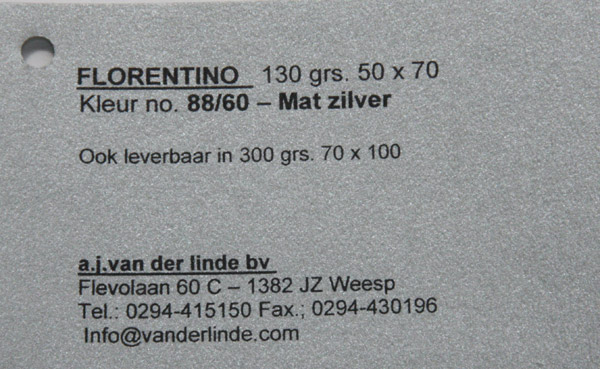 FLORENTINO 130 grs. 50 x 70
Kleur no. 88/60 – Mat zilver
Ook leverbaar in 300 grs. 70 x 100
a.j.van der linde bv
Flevolaan 60 C – 1382 JZ Weesp
Tel.: 0294-415150 Fax.; 0294-430196
Info@vanderlinde.com